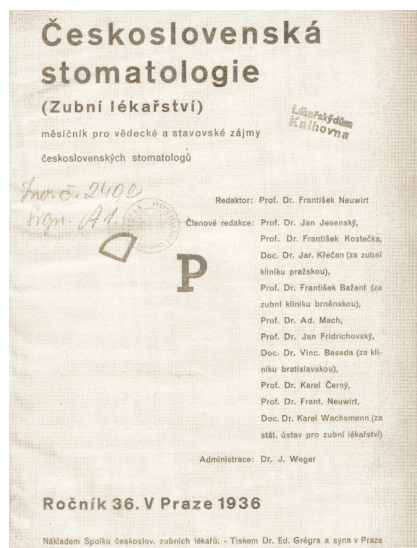 Československá
stomatologie
(Zubní lékařství)
měsíčník pro vědecké a stavovské zájmy
československých stomatologů
Lékařský dům
Knihovna
Inv. č. 2492
Sign. A 1
Redaktor: Prof. Dr. František Neuwirt
Členové redakce: Prof. Dr. Jan Jesenský,
Prof. Dr. František Kostečka,
Doc. Dr. Jar. Křečan (za zubní
kliniku pražskou),
Prof. Dr. František Bažant (za
zubní kliniku brněnskou),
Prof. Dr. Ad. Mach,
Prof. Dr. Jan Fridrichovský,
Doc. Dr. Vinc. Beseda (za kli-
niku bratislavskou),
Prof. Dr. Karel Černý,
Prof. Dr. Frant. Neuwirt,
Doc. Dr. Karel Wachsmann (za
stát. ústav pro zubní lékařství)
P
Administrace: Dr. J. Weger
Ročník 36. V Praze 1936
Nákladem Spolku českoslov. zubních lékařů. - Tiskem Dr. Ed. Grégra a syna v Praze